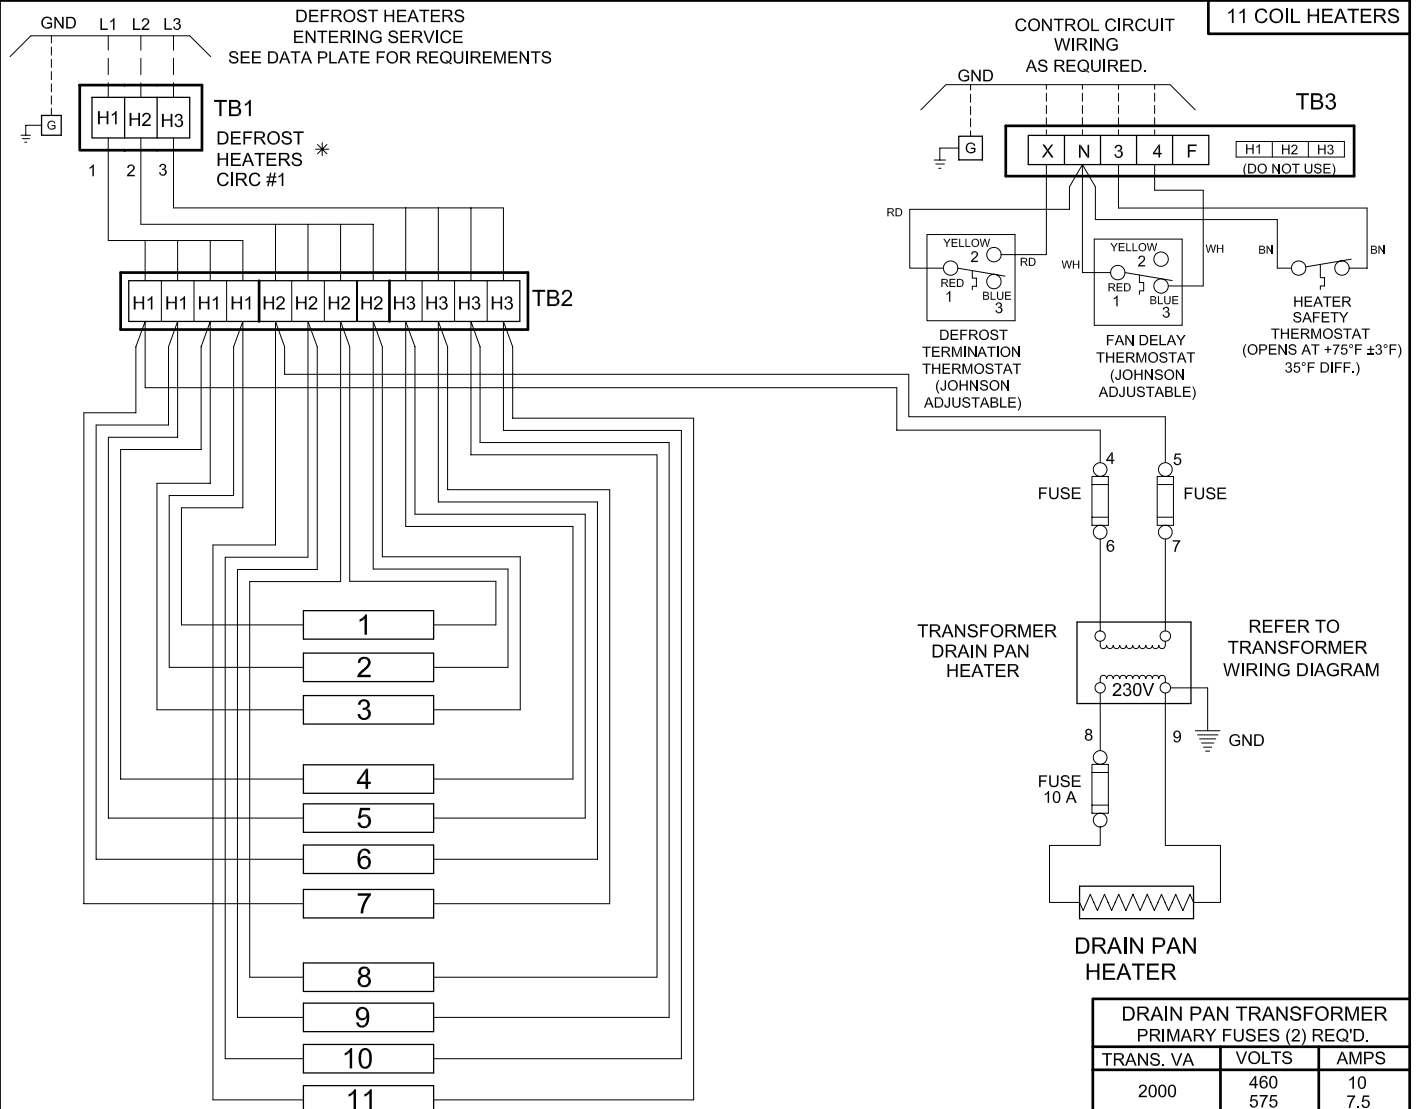 11 COIL HEATERS
GND L1 L2 L3
DEFROST HEATERS
ENTERING SERVICE
SEE DATA PLATE FOR REQUIREMENTS
G
H1 H2 H3
TB1
DEFROST
HEATERS *
CIRC #1
1 2 3
H1 H1 H1 H1 H2 H2 H2 H2 H3 H3 H3 H3
TB2
1
2
3
4
5
6
7
8
9
10
11
CONTROL CIRCUIT
WIRING
AS REQUIRED.
GND
TB3
G
X N 3 4 F
H1 H2 H3
(DO NOT USE)
RD
YELLOW
2
RD
RED
1
BLUE
3
DEFROST
TERMINATION
THERMOSTAT
(JOHNSON
ADJUSTABLE)
WH
YELLOW
2
WH
RED
1
BLUE
3
FAN DELAY
THERMOSTAT
(JOHNSON
ADJUSTABLE)
BN
BN
HEATER
SAFETY
THERMOSTAT
(OPENS AT +75°F ±3°F)
35°F DIFF.)
4 5
FUSE FUSE
6 7
TRANSFORMER
DRAIN PAN
HEATER
REFER TO
TRANSFORMER
WIRING DIAGRAM
230V
8 9
GND
FUSE
10 A
DRAIN PAN
HEATER
DRAIN PAN TRANSFORMER
PRIMARY FUSES (2) REQ'D.
TRANS. VA VOLTS AMPS
2000 460 10
575 7.5